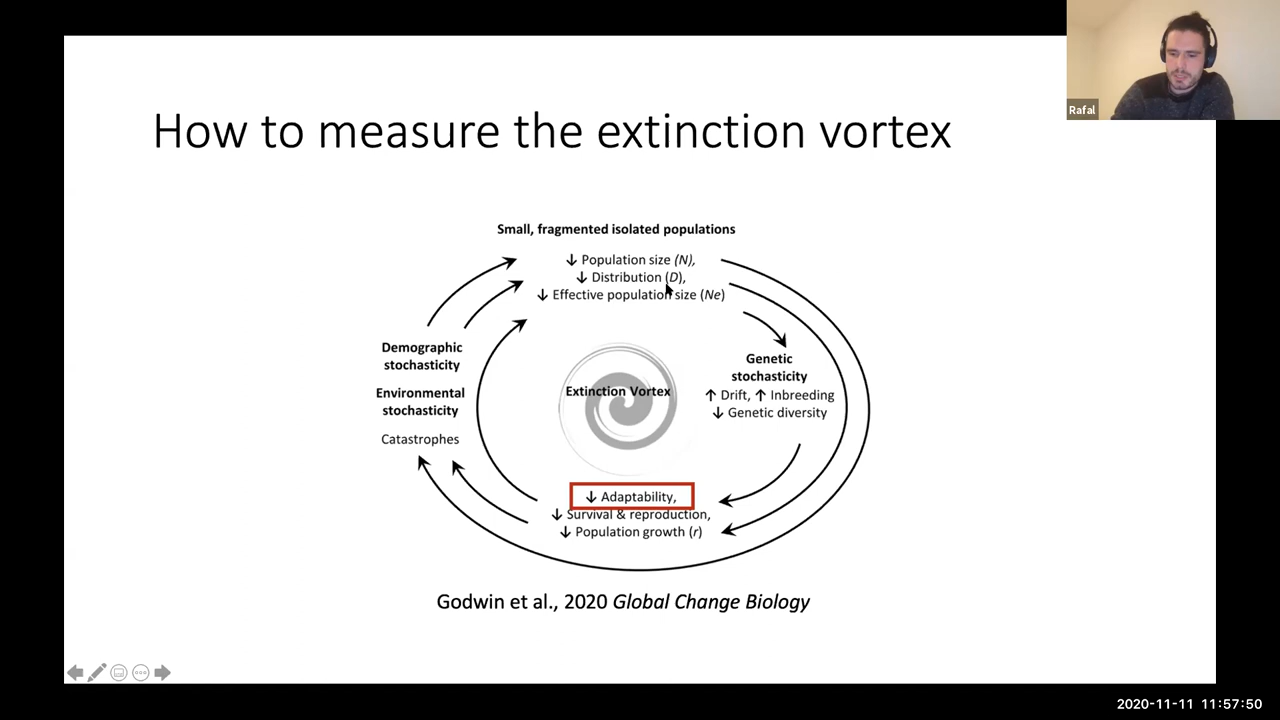 Rafal
How to measure the extinction vortex
Small, fragmented isolated populations
↓ Population size (N),
↓ Distribution (D),
↓ Effective population size (Ne)
Demographic
stochasticity
Environmental
stochasticity
Catastrophes
Extinction Vortex
Genetic
stochasticity
↑ Drift, ↑ Inbreeding
↓ Genetic diversity
↓ Adaptability,
↓ Survival & reproduction,
↓ Population growth (r)
Godwin et al., 2020 Global Change Biology
2020-11-11 11:57:50